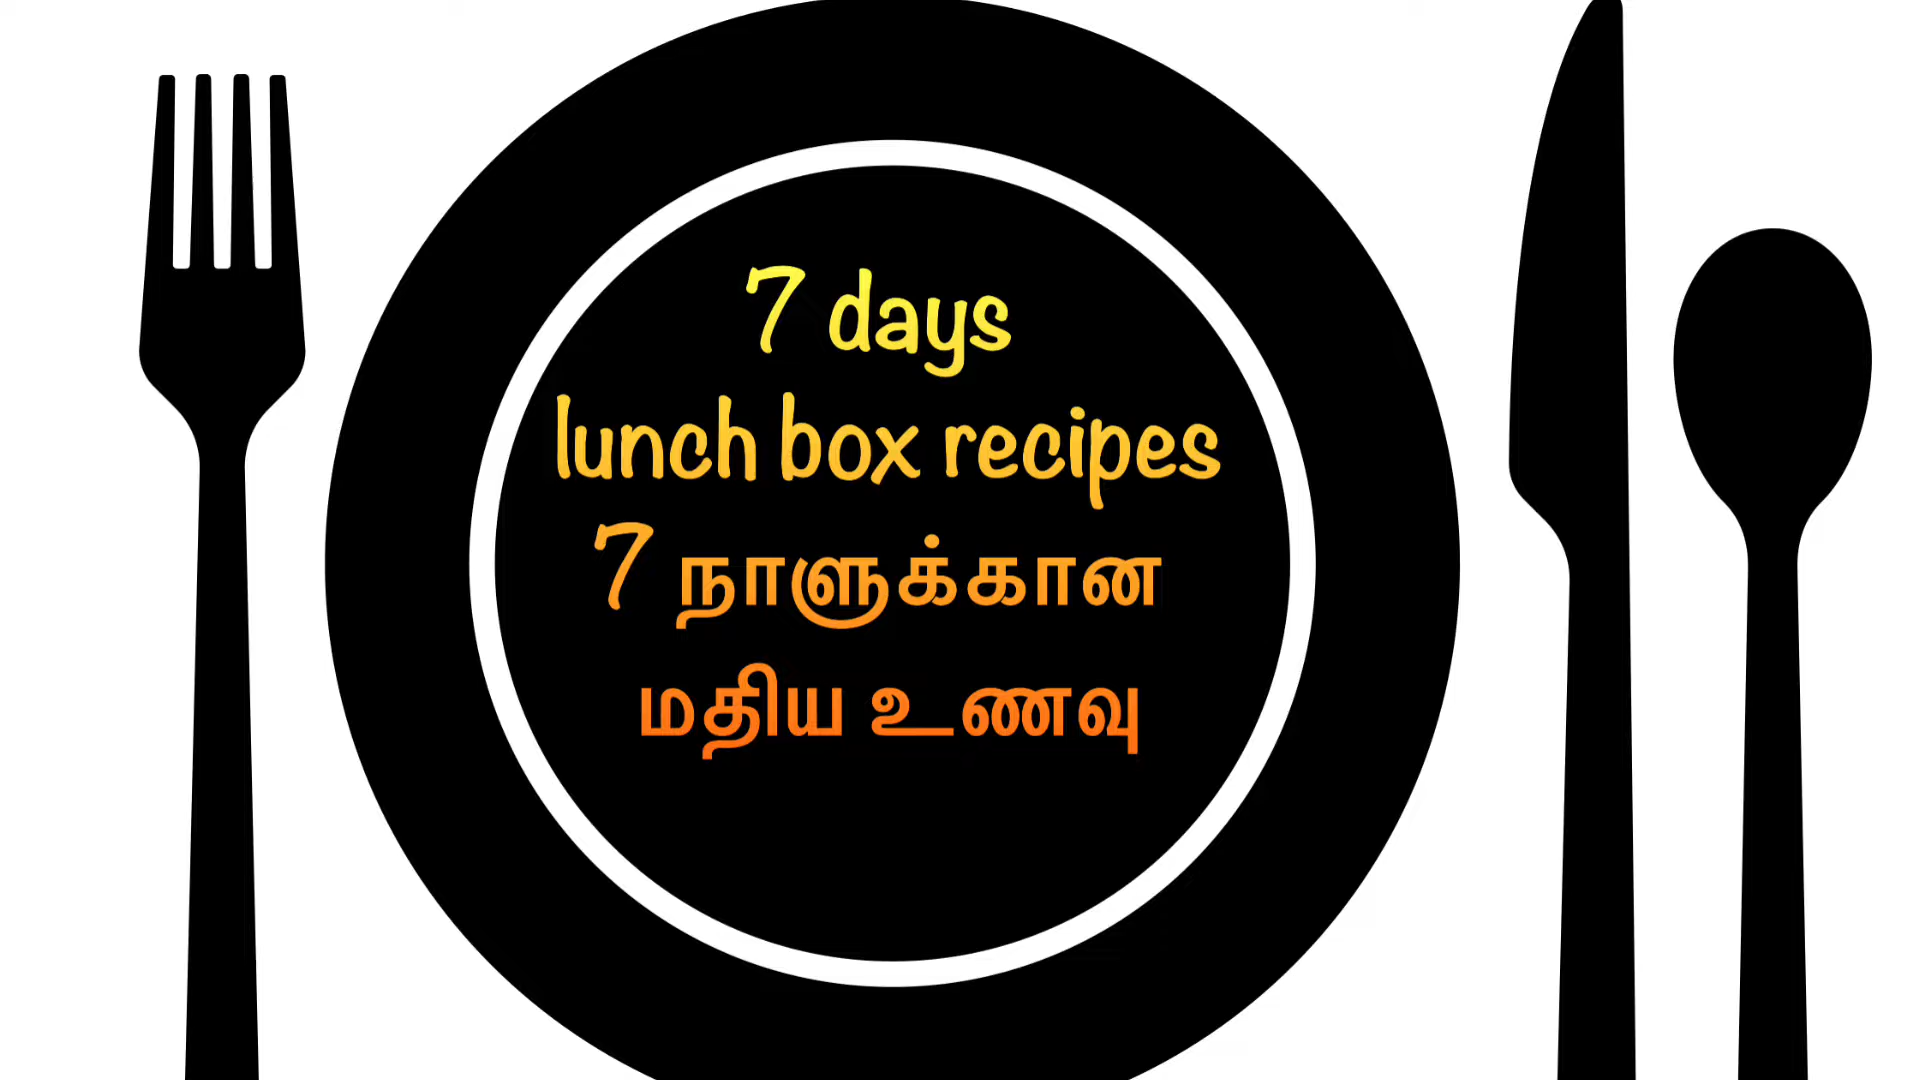 7 days
lunch box recipes
7 நாளுக்கான
மதிய உணவு